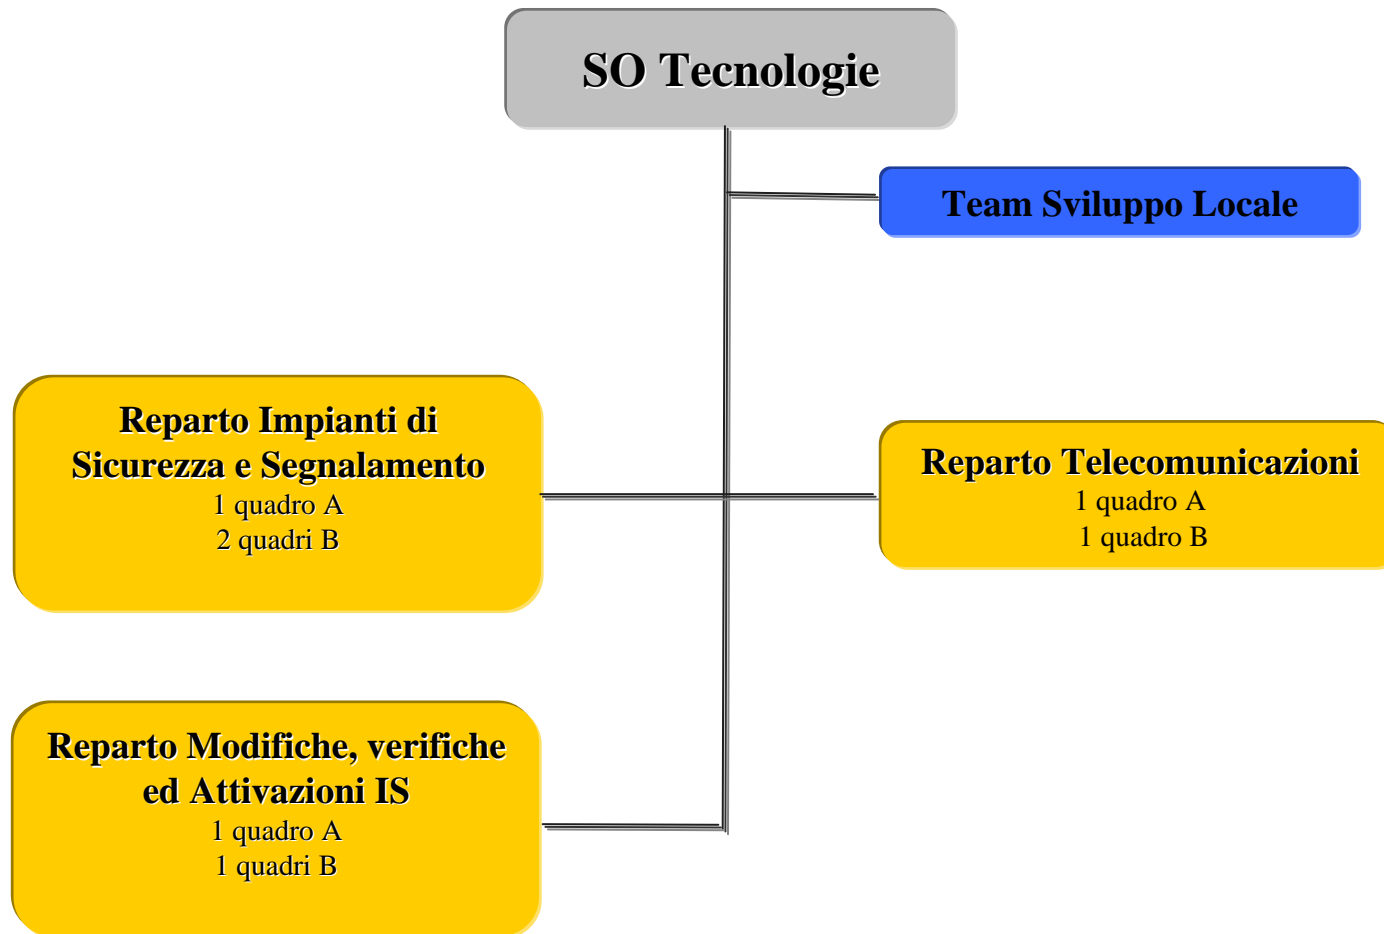 SO Tecnologie
Team Sviluppo Locale
Reparto Impianti di
Sicurezza e Segnalamento
1 quadro A
2 quadri B
Reparto Telecomunicazioni
1 quadro A
1 quadro B
Reparto Modifiche, verifiche
ed Attivazioni IS
1 quadro A
1 quadri B